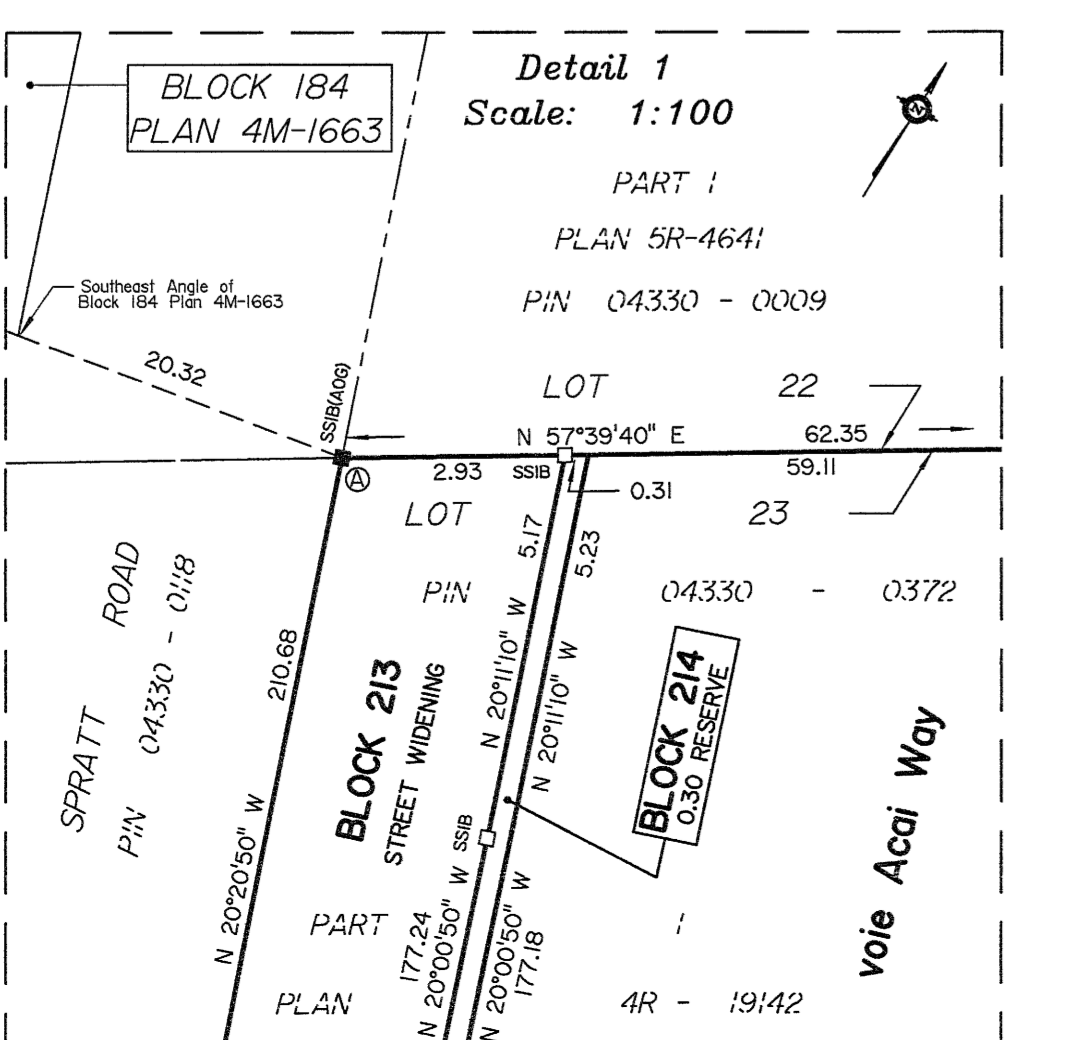 Detail 1
Scale: 1:100
BLOCK 184
PLAN 4M-1663
N
PART 1
PLAN 5R-4641
PIN 04330 - 0009
Southeast Angle of
Block 184 Plan 4M-1663
20.32
SSIB(AOG)
LOT 22
N 57°39'40" E 62.35
A
2.93 SSIB 59.11
0.31
LOT 23
5.17
5.23
PIN 04330 - 0372
SPRATT ROAD
PIN 04330 - 0118
210.68
N 20°20'50" W
BLOCK 213
STREET WIDENING
N 20°11'10" W
N 20°11'10" W
BLOCK 214
0.30 RESERVE
SSIB
voie Acai Way
177.24
N 20°00'50" W
N 20°00'50" W
177.18
PART 1
PLAN 4R - 19142